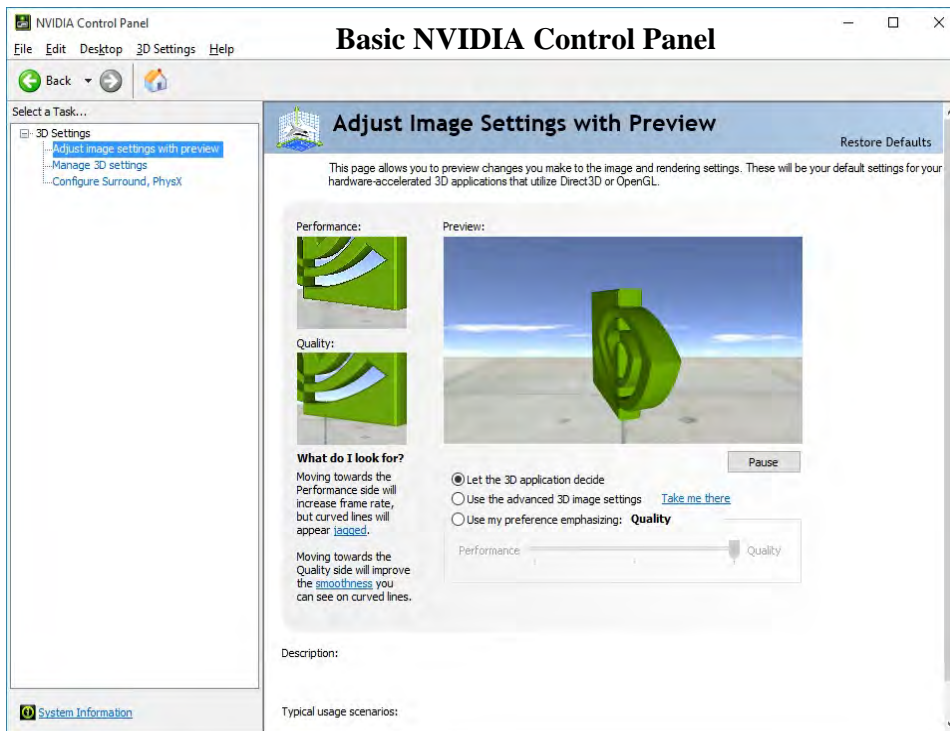 NVIDIA Control Panel
Basic NVIDIA Control Panel
File Edit Desktop 3D Settings Help
Back
Select a Task...
3D Settings
Adjust image settings with preview
Manage 3D settings
Configure Surround, PhysX
System Information
Adjust Image Settings with Preview
Restore Defaults
This page allows you to preview changes you make to the image and rendering settings. These will be your default settings for your
hardware-accelerated 3D applications that utilize Direct3D or OpenGL.
Performance:
Quality:
What do I look for?
Moving towards the
Performance side will
increase frame rate,
but curved lines will
appear jagged.
Moving towards the
Quality side will improve
the smoothness you
can see on curved lines.
Preview:
Pause
Let the 3D application decide
Use the advanced 3D image settings Take me there
Use my preference emphasizing: Quality
Performance Quality
Description:
Typical usage scenarios: